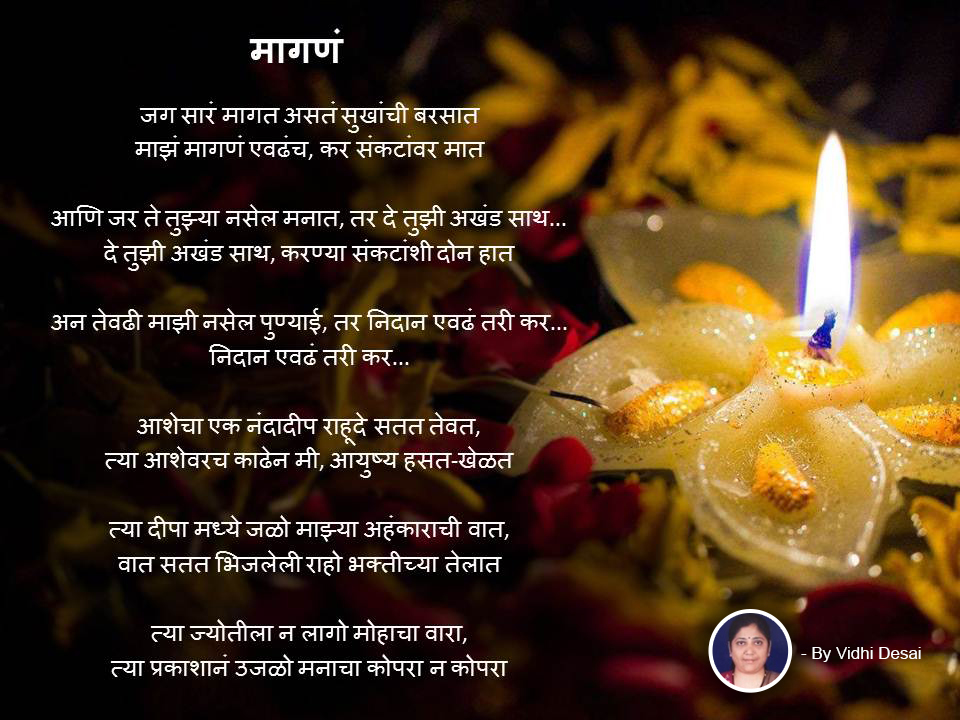 मागणं
जग सारं मागत असतं सुखांची बरसात
माझं मागणं एवढंच, कर संकटांवर मात
आणि जर ते तुझ्या नसेल मनात, तर दे तुझी अखंड साथ...
दे तुझी अखंड साथ, करण्या संकटांशी दोन हात
अन तेवढी माझी नसेल पुण्याई, तर निदान एवढं तरी कर...
निदान एवढं तरी कर...
आशेचा एक नंदादीप राहूदे सतत तेवत,
त्या आशेवरच काढेन मी, आयुष्य हसत-खेळत
त्या दीपा मध्ये जळो माझ्या अहंकाराची वात,
वात सतत भिजलेली राहो भक्तीच्या तेलात
त्या ज्योतीला न लागो मोहाचा वारा,
त्या प्रकाशानं उजळो मनाचा कोपरा न कोपरा
- By Vidhi Desai